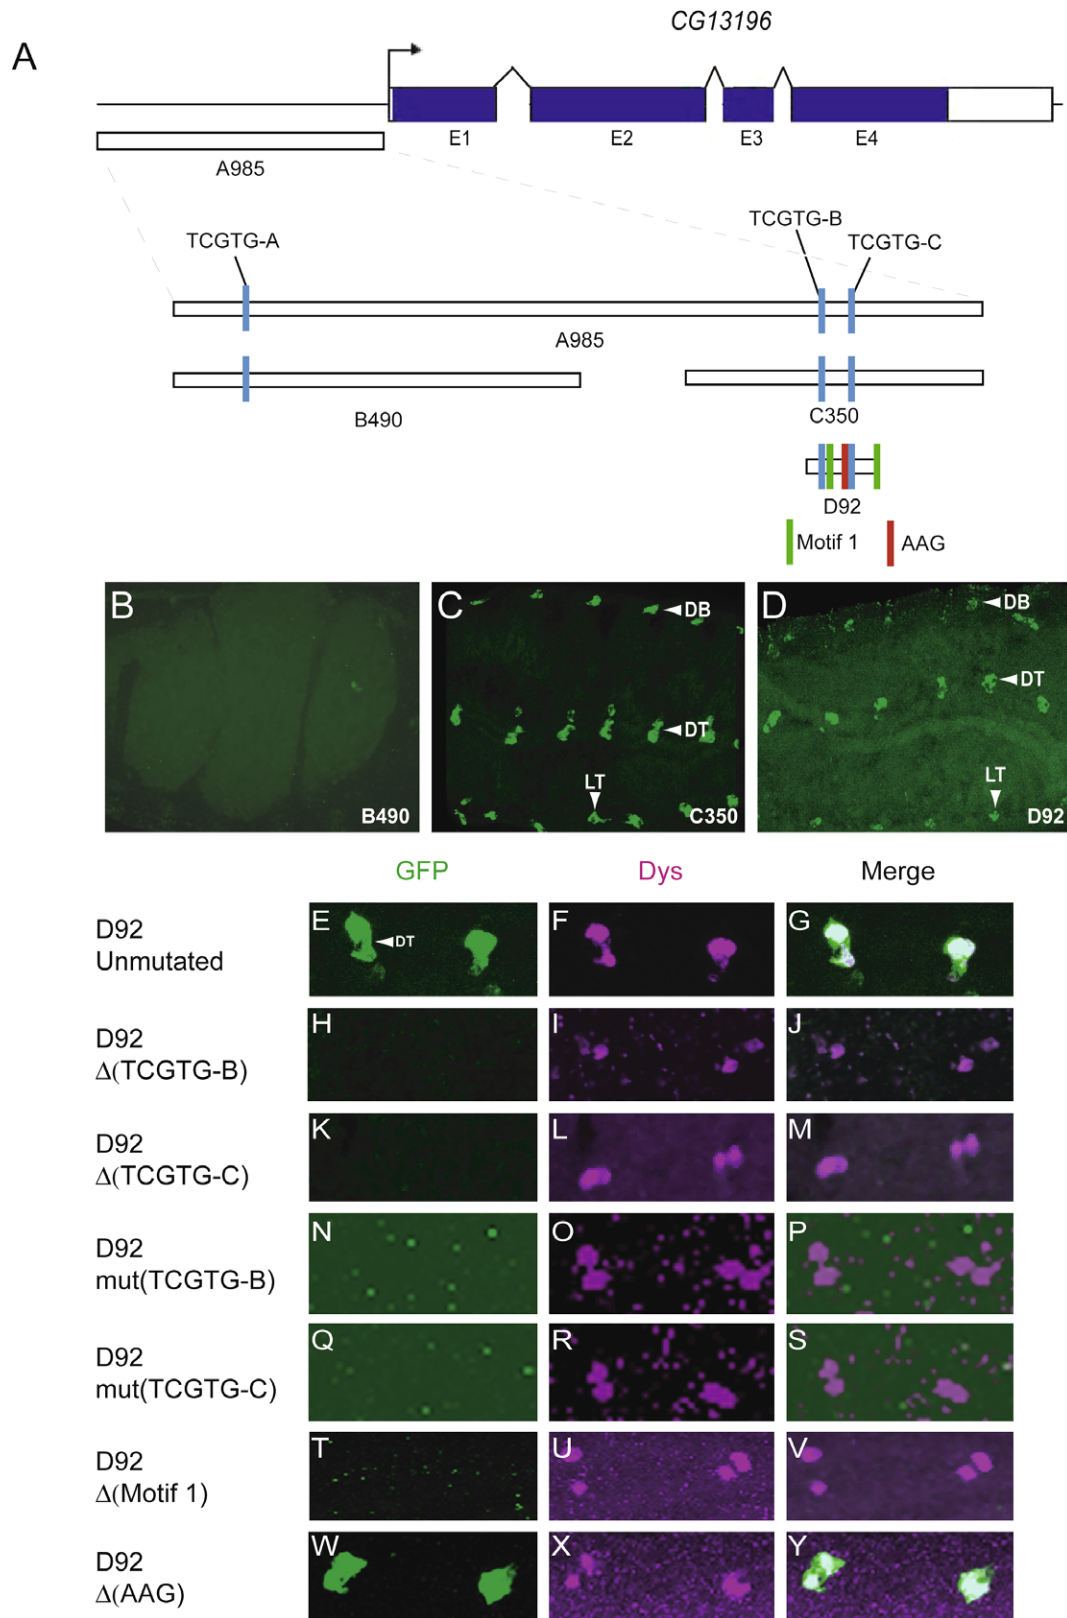 CG13196
A
E1 E2 E3 E4
A985
TCGTG-A TCGTG-B
TCGTG-C
A985
B490 C350
D92
Motif 1 AAG
B C D
DB DB
DT DT
LT LT
B490 C350 D92
GFP Dys Merge
D92
Unmutated
E DT F G
D92
Δ(TCGTG-B)
H I J
D92
Δ(TCGTG-C)
K L M
D92
mut(TCGTG-B)
N O P
D92
mut(TCGTG-C)
Q R S
D92
Δ(Motif 1)
T U V
D92
Δ(AAG)
W X Y